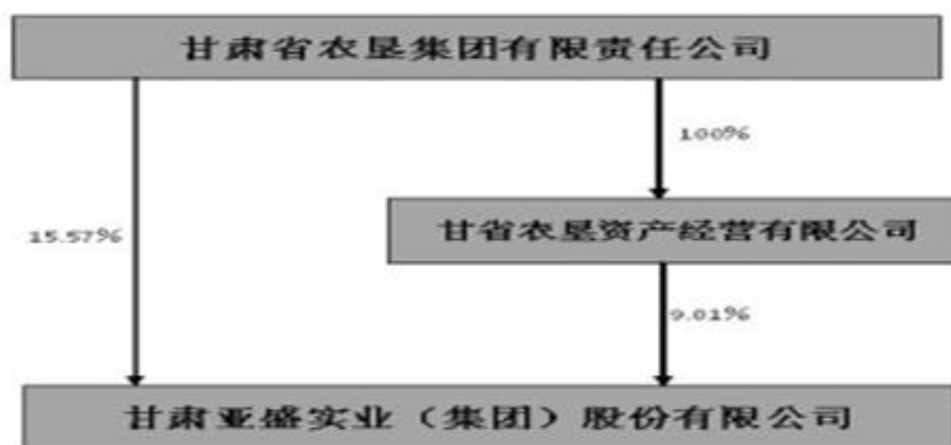 甘肃省农垦集团有限责任公司
100%
甘省农垦资产经营有限公司
15.57%
9.01%
甘肃亚盛实业（集团）股份有限公司